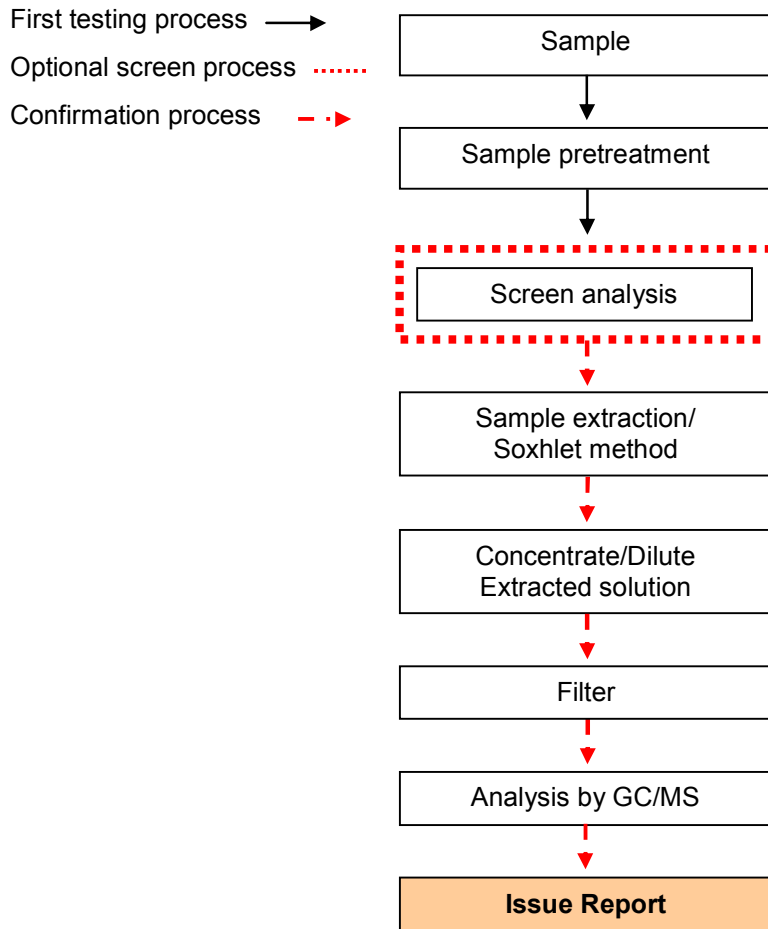 First testing process
Optional screen process
Confirmation process
Sample
Sample pretreatment
Screen analysis
Sample extraction/
Soxhlet method
Concentrate/Dilute
Extracted solution
Filter
Analysis by GC/MS
Issue Report